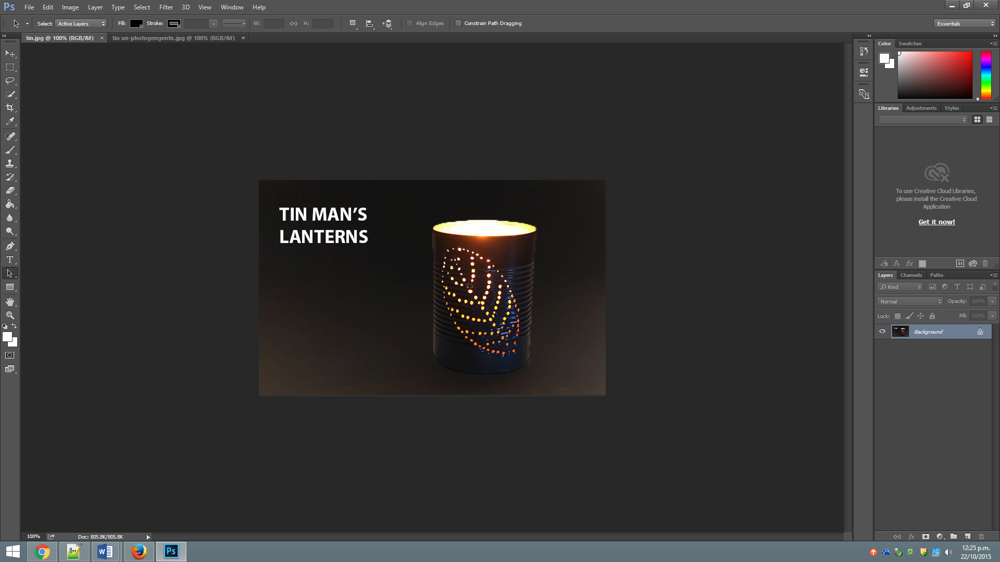 Ps File Edit Image Layer Type Select Filter 3D View Window Help
Select: Active Layers Fill: Stroke: W: H: Align Edges Constrain Path Dragging Essentials
tin.jpg @ 100% (RGB/8#) × tin un-photogengentic.jpg @ 100% (RGB/8#) ×
Color Swatches
Libraries Adjustments Styles
To use Creative Cloud Libraries,
please install the Creative Cloud
Application
Get it now!
TIN MAN'S
LANTERNS
St
Layers Channels Paths
Kind
Normal Opacity: 100%
Lock: Fill: 100%
Background
100% Doc: 805.8K/805.8K
Ps
12:25 p.m.
22/10/2015